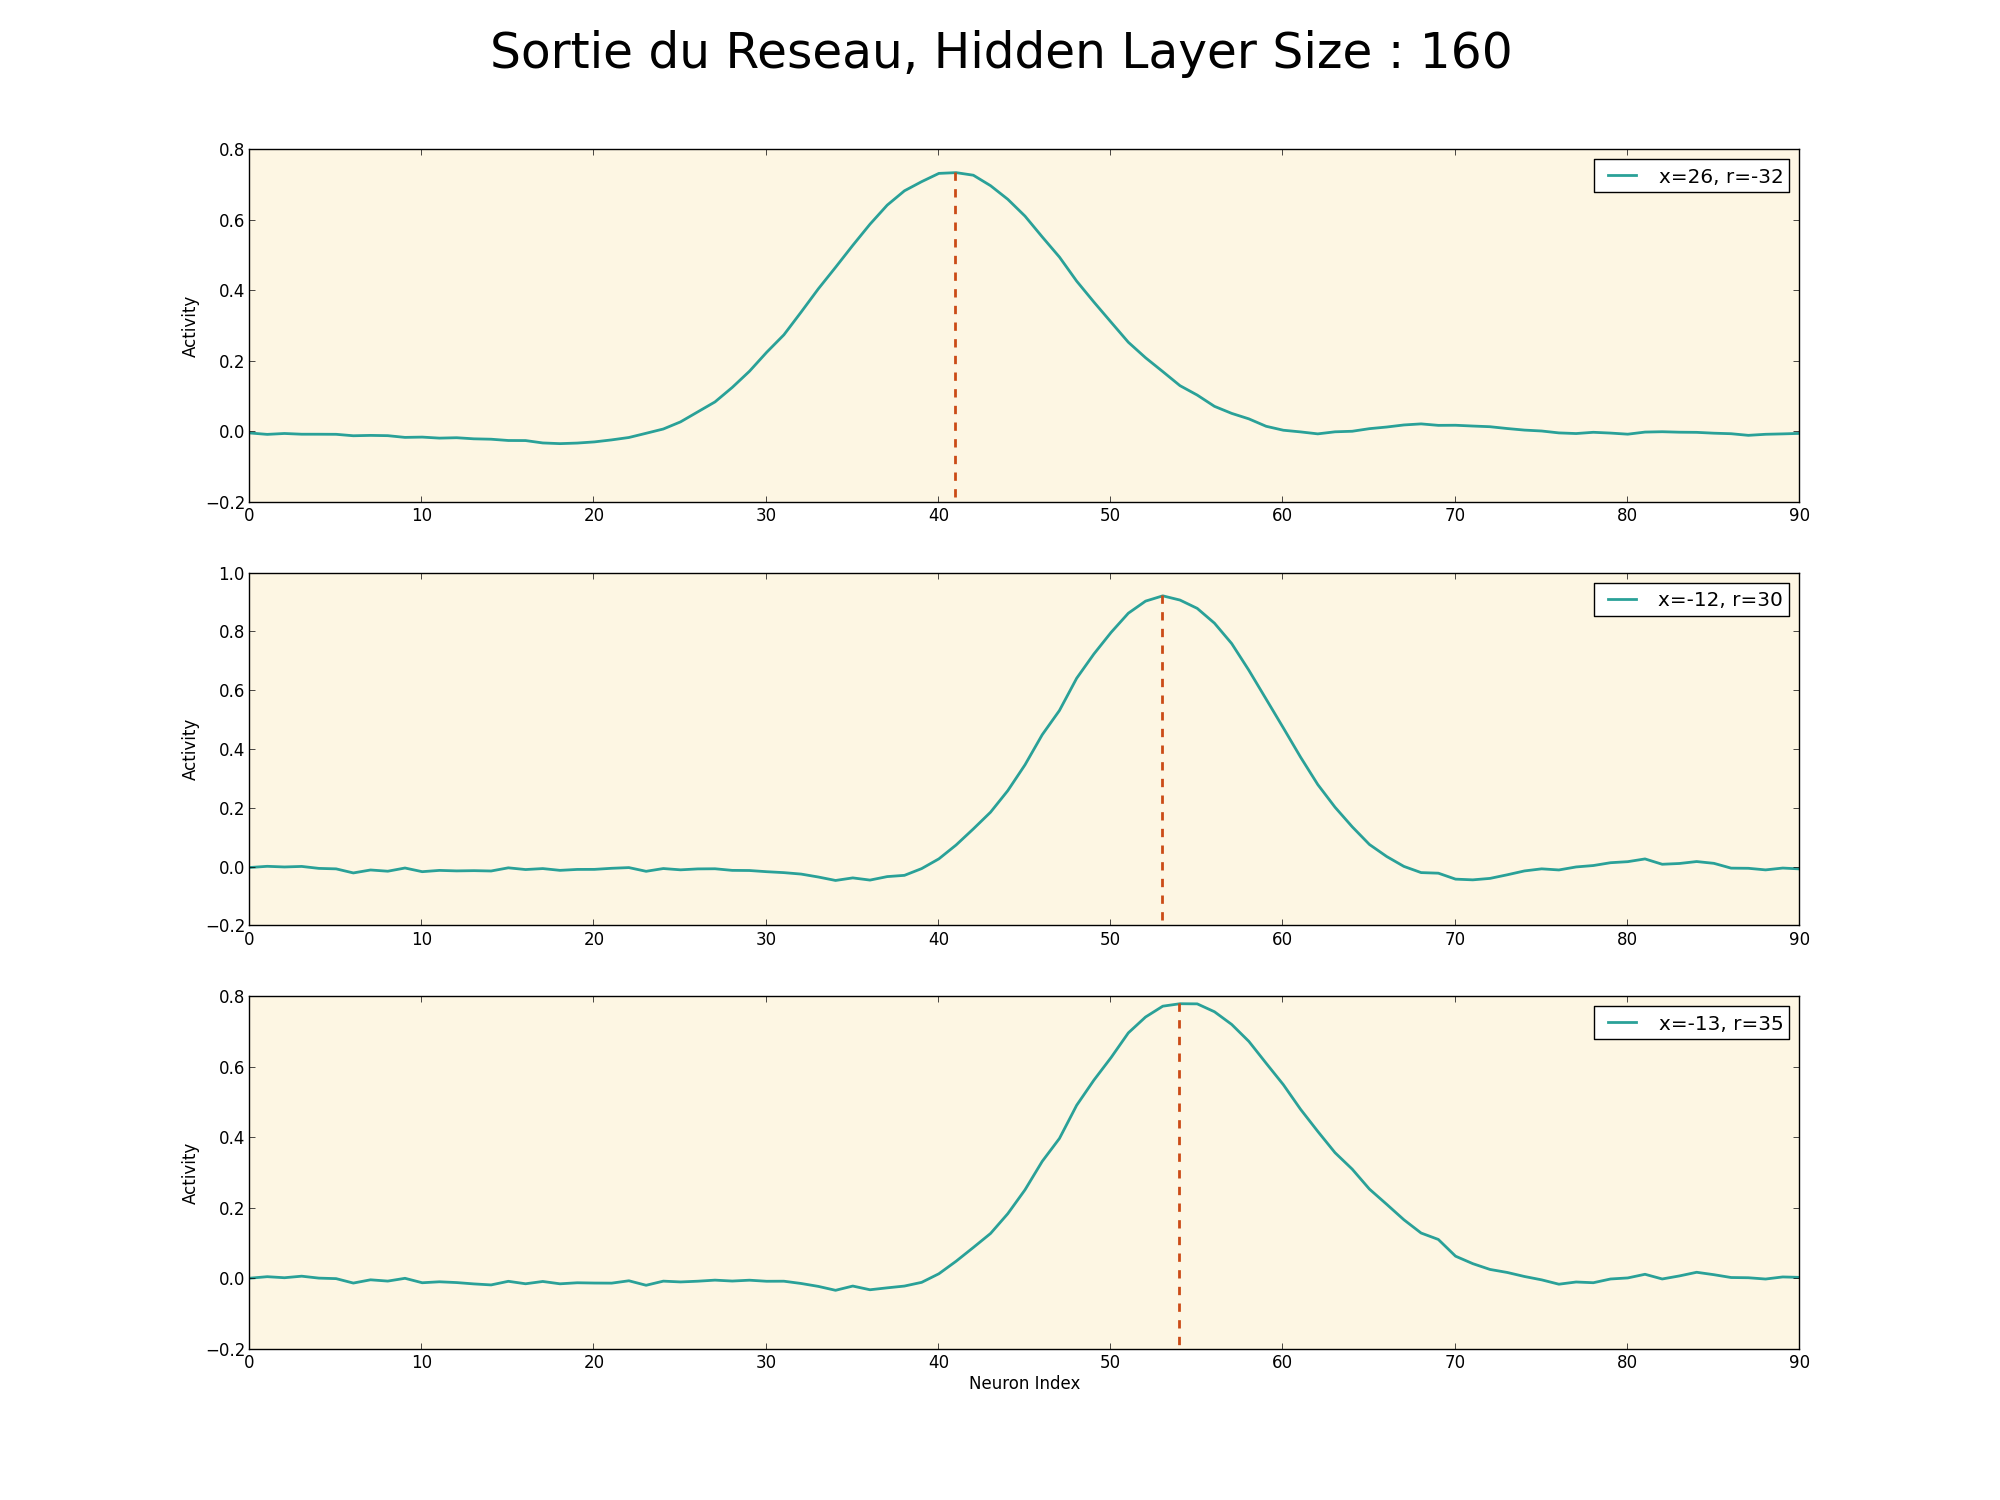 Sortie du Reseau, Hidden Layer Size : 160
0.8
0.6
0.4
0.2
0.0
−0.2
Activity
x=26, r=-32
0 10 20 30 40 50 60 70 80 90
1.0
0.8
0.6
0.4
0.2
0.0
−0.2
Activity
x=-12, r=30
0 10 20 30 40 50 60 70 80 90
0.8
0.6
0.4
0.2
0.0
−0.2
Activity
x=-13, r=35
0 10 20 30 40 50 60 70 80 90
Neuron Index